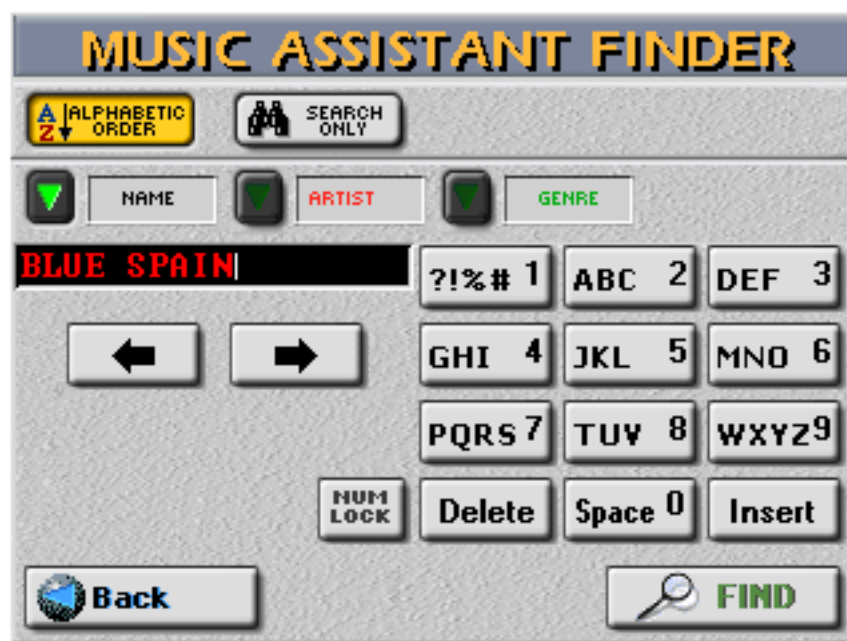 MUSIC ASSISTANT FINDER
ALPHABETIC ORDER
SEARCH ONLY
NAME ARTIST GENRE
BLUE SPAIN
?!%# 1 ABC 2 DEF 3
GHI 4 JKL 5 MNO 6
PQRS 7 TUV 8 WXYZ 9
NUM LOCK Delete Space 0 Insert
Back FIND